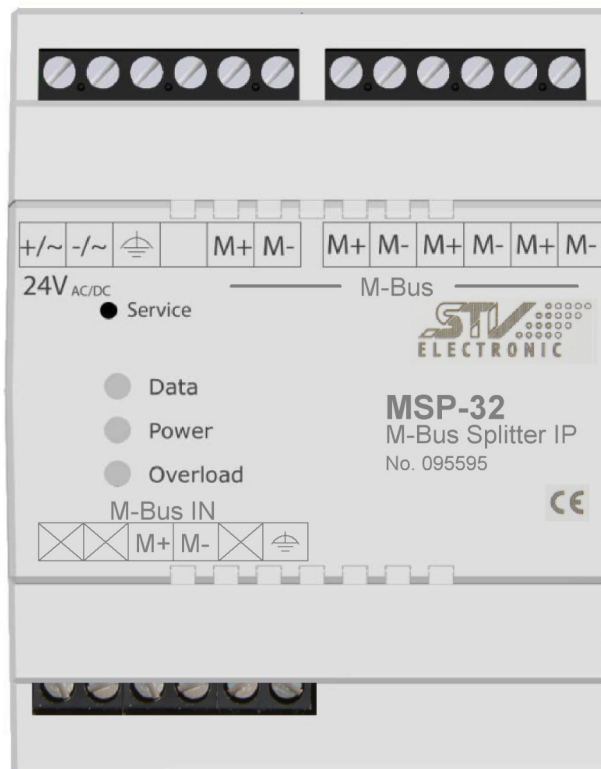 +/~ -/~ M+ M- M+ M- M+ M- M+ M-
24V AC/DC M-Bus
Service
STV
ELECTRONIC
Data
Power
Overload
MSP-32
M-Bus Splitter IP
No. 095595
CE
M-Bus IN
M+ M-